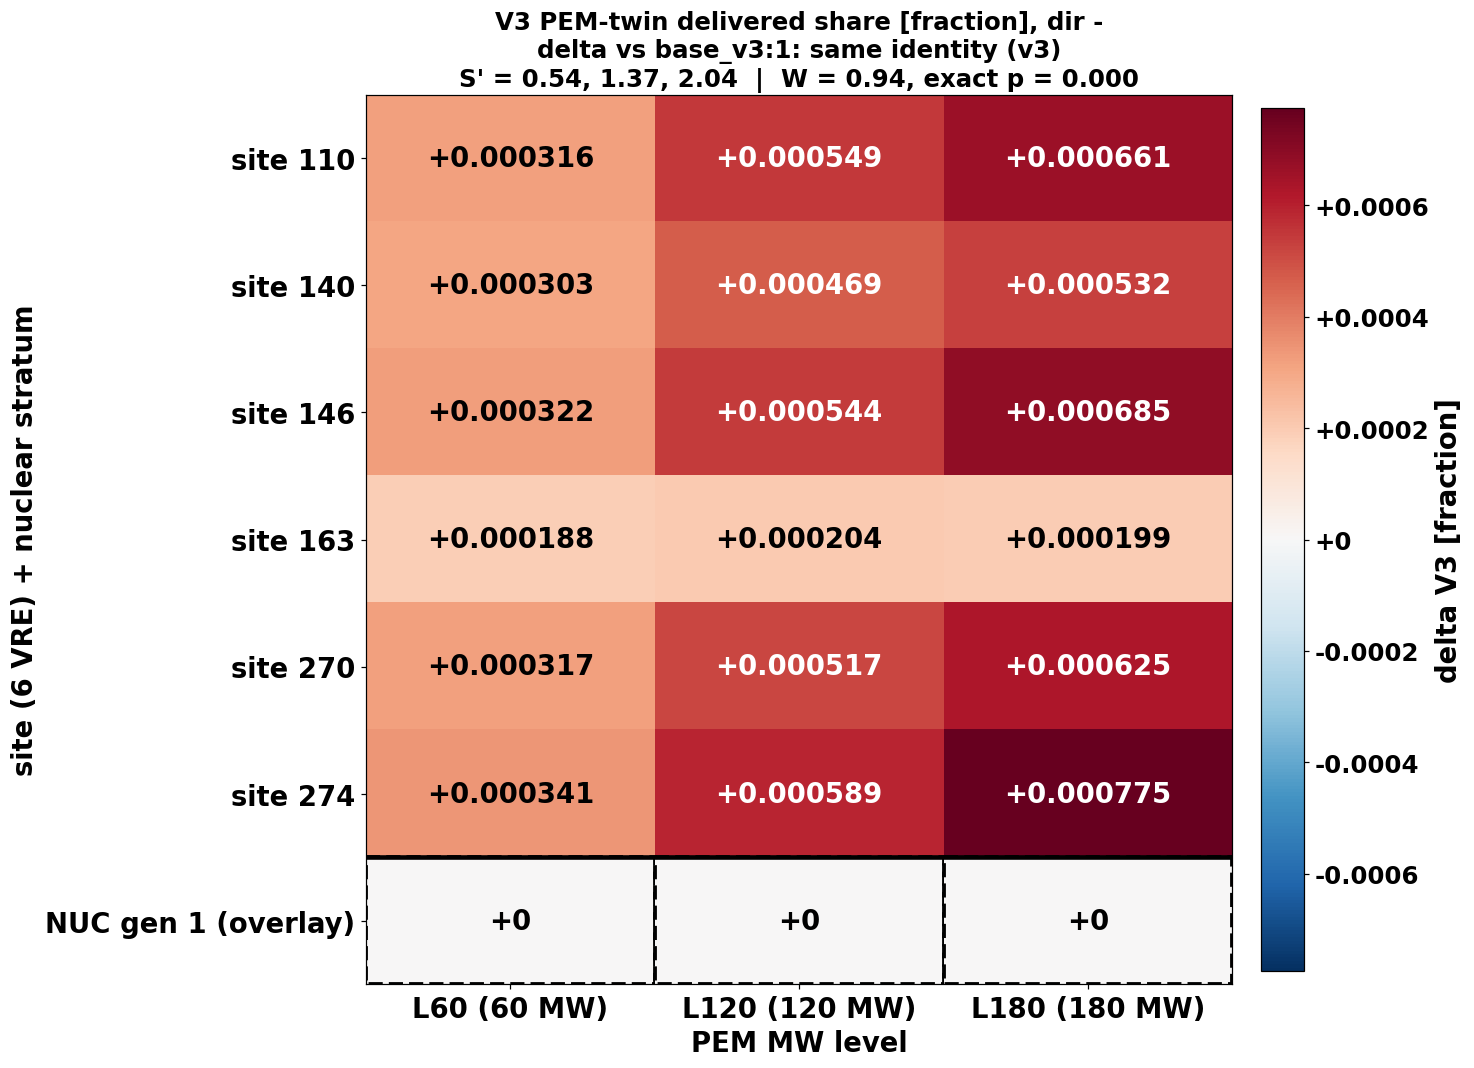 V3 PEM-twin delivered share [fraction], dir -
delta vs base_v3:1: same identity (v3)
S' = 0.54, 1.37, 2.04 | W = 0.94, exact p = 0.000
site (6 VRE) + nuclear stratum
site 110
+0.000316
+0.000549
+0.000661
site 140
+0.000303
+0.000469
+0.000532
site 146
+0.000322
+0.000544
+0.000685
site 163
+0.000188
+0.000204
+0.000199
site 270
+0.000317
+0.000517
+0.000625
site 274
+0.000341
+0.000589
+0.000775
NUC gen 1 (overlay)
+0
+0
+0
L60 (60 MW)
L120 (120 MW)
L180 (180 MW)
PEM MW level
+0.0006
+0.0004
+0.0002
+0
-0.0002
-0.0004
-0.0006
delta V3 [fraction]